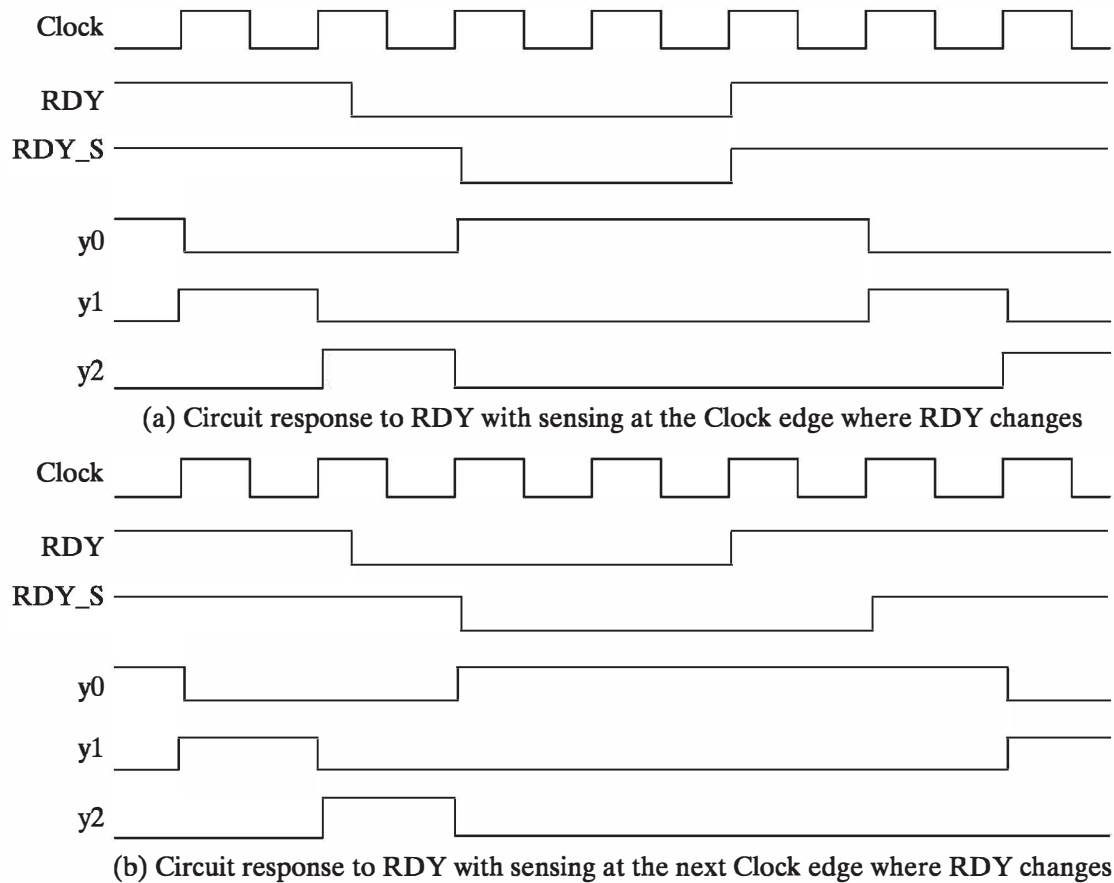 Clock
RDY
RDY_S
y0
y1
y2
(a) Circuit response to RDY with sensing at the Clock edge where RDY changes
Clock
RDY
RDY_S
y0
y1
y2
(b) Circuit response to RDY with sensing at the next Clock edge where RDY changes